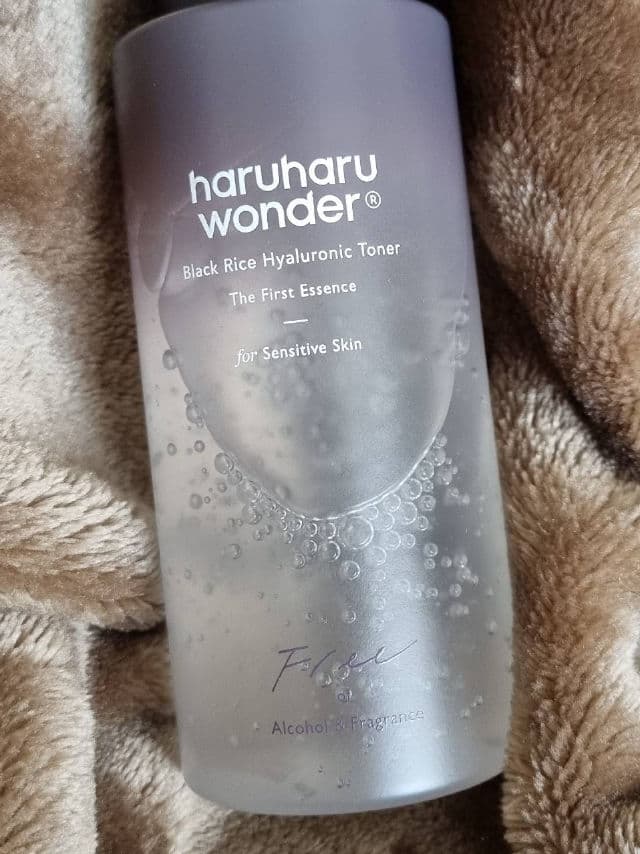 haruharu
wonder®
Black Rice Hyaluronic Toner
The First Essence
for Sensitive Skin
Free
of
Alcohol & Fragrance